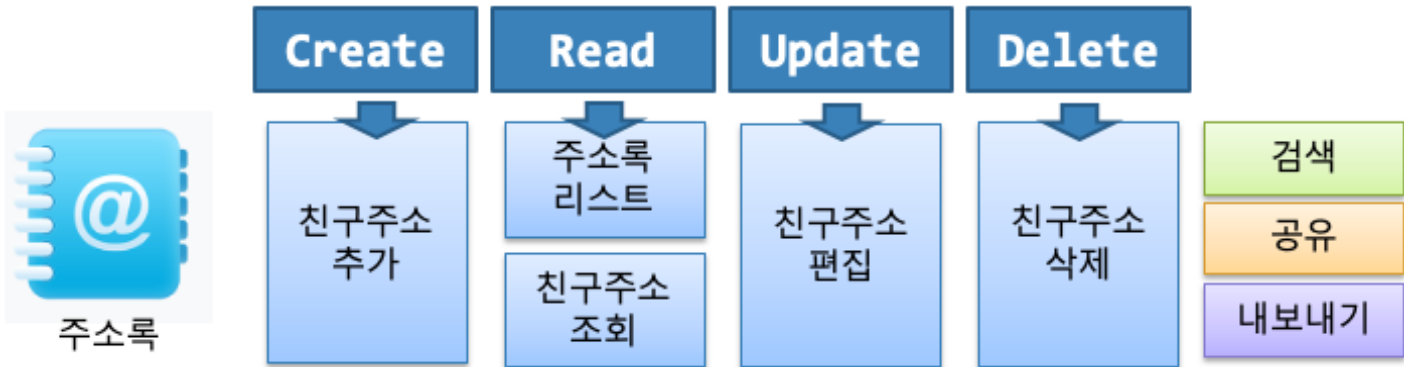 Create
Read
Update
Delete
@
주소록
친구주소
추가
주소록
리스트
친구주소
조회
친구주소
편집
친구주소
삭제
검색
공유
내보내기